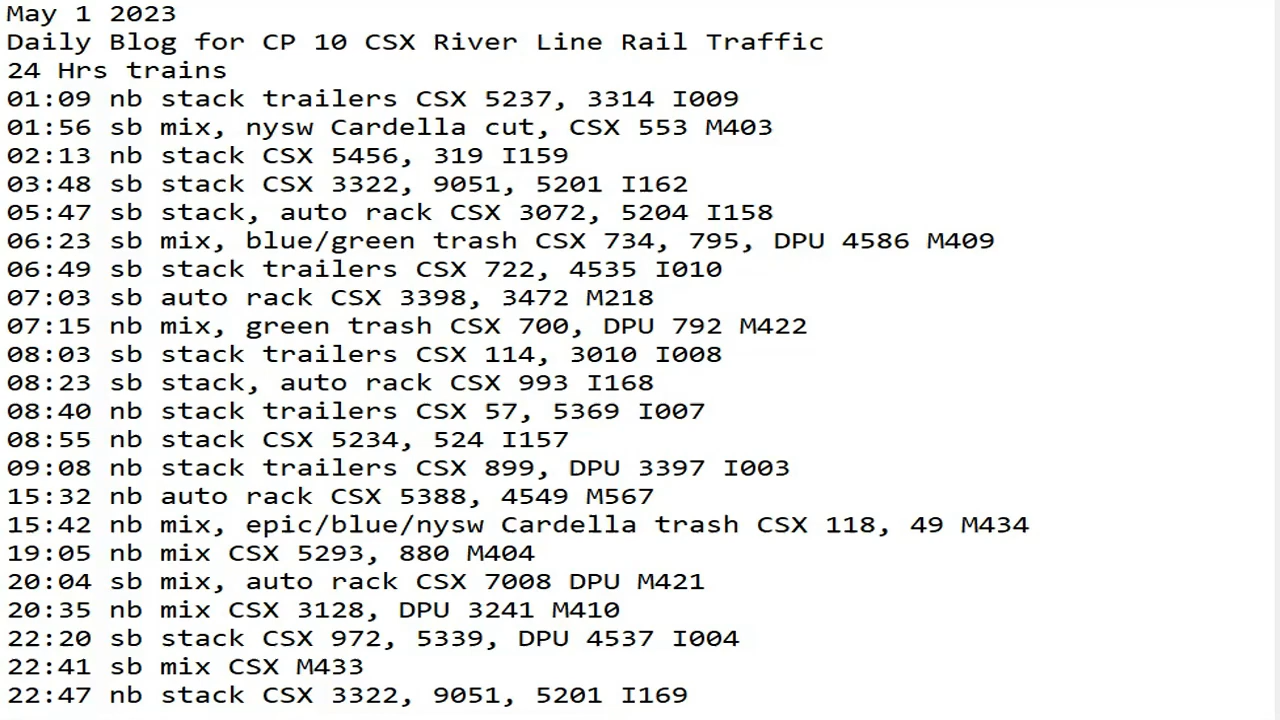 May 1 2023
Daily Blog for CP 10 CSX River Line Rail Traffic
24 Hrs trains
01:09 nb stack trailers CSX 5237, 3314 I009
01:56 sb mix, nysw Cardella cut, CSX 553 M403
02:13 nb stack CSX 5456, 319 I159
03:48 sb stack CSX 3322, 9051, 5201 I162
05:47 sb stack, auto rack CSX 3072, 5204 I158
06:23 sb mix, blue/green trash CSX 734, 795, DPU 4586 M409
06:49 sb stack trailers CSX 722, 4535 I010
07:03 sb auto rack CSX 3398, 3472 M218
07:15 nb mix, green trash CSX 700, DPU 792 M422
08:03 sb stack trailers CSX 114, 3010 I008
08:23 sb stack, auto rack CSX 993 I168
08:40 nb stack trailers CSX 57, 5369 I007
08:55 nb stack CSX 5234, 524 I157
09:08 nb stack trailers CSX 899, DPU 3397 I003
15:32 nb auto rack CSX 5388, 4549 M567
15:42 nb mix, epic/blue/nysw Cardella trash CSX 118, 49 M434
19:05 nb mix CSX 5293, 880 M404
20:04 sb mix, auto rack CSX 7008 DPU M421
20:35 nb mix CSX 3128, DPU 3241 M410
22:20 sb stack CSX 972, 5339, DPU 4537 I004
22:41 sb mix CSX M433
22:47 nb stack CSX 3322, 9051, 5201 I169